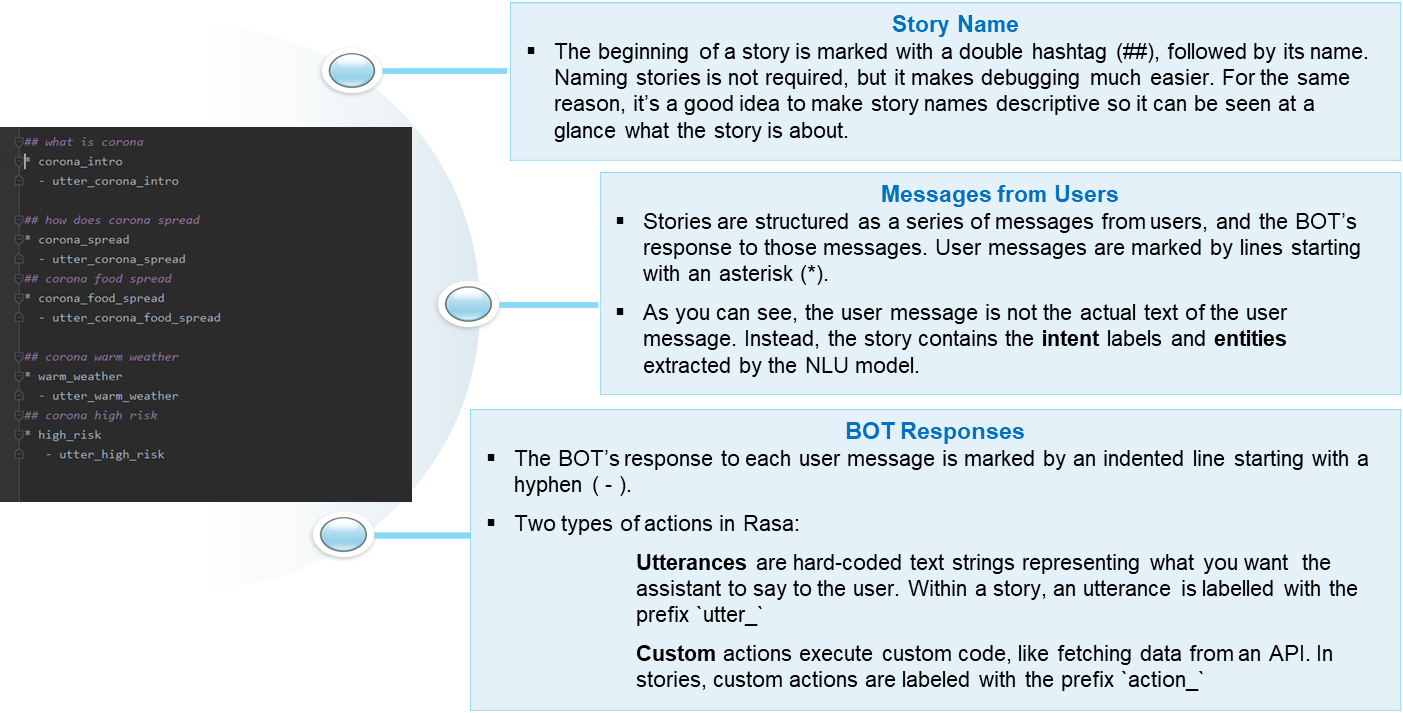 Story Name
▪ The beginning of a story is marked with a double hashtag (##), followed by its name.
Naming stories is not required, but it makes debugging much easier. For the same
reason, it’s a good idea to make story names descriptive so it can be seen at a
glance what the story is about.
## what is corona
* corona_intro
- utter_corona_intro
## how does corona spread
* corona_spread
- utter_corona_spread
## corona food spread
* corona_food_spread
- utter_corona_food_spread
## corona warm weather
* warm_weather
- utter_warm_weather
## corona high risk
* high_risk
- utter_high_risk
Messages from Users
▪ Stories are structured as a series of messages from users, and the BOT’s
response to those messages. User messages are marked by lines starting
with an asterisk (*).
▪ As you can see, the user message is not the actual text of the user
message. Instead, the story contains the intent labels and entities
extracted by the NLU model.
BOT Responses
▪ The BOT’s response to each user message is marked by an indented line starting with a
hyphen ( - ).
▪ Two types of actions in Rasa:
Utterances are hard-coded text strings representing what you want the
assistant to say to the user. Within a story, an utterance is labelled with the
prefix `utter_`
Custom actions execute custom code, like fetching data from an API. In
stories, custom actions are labeled with the prefix `action_`